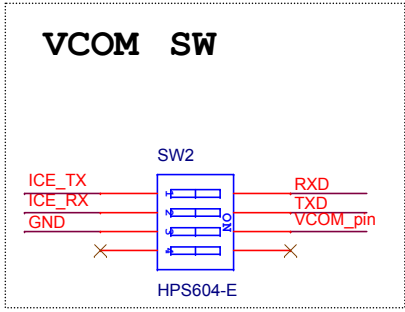 VCOM SW
SW2
ICE_TX 1 RXD
ICE_RX 2 TXD
GND 3 VCOM_pin
4
ON
HPS604-E